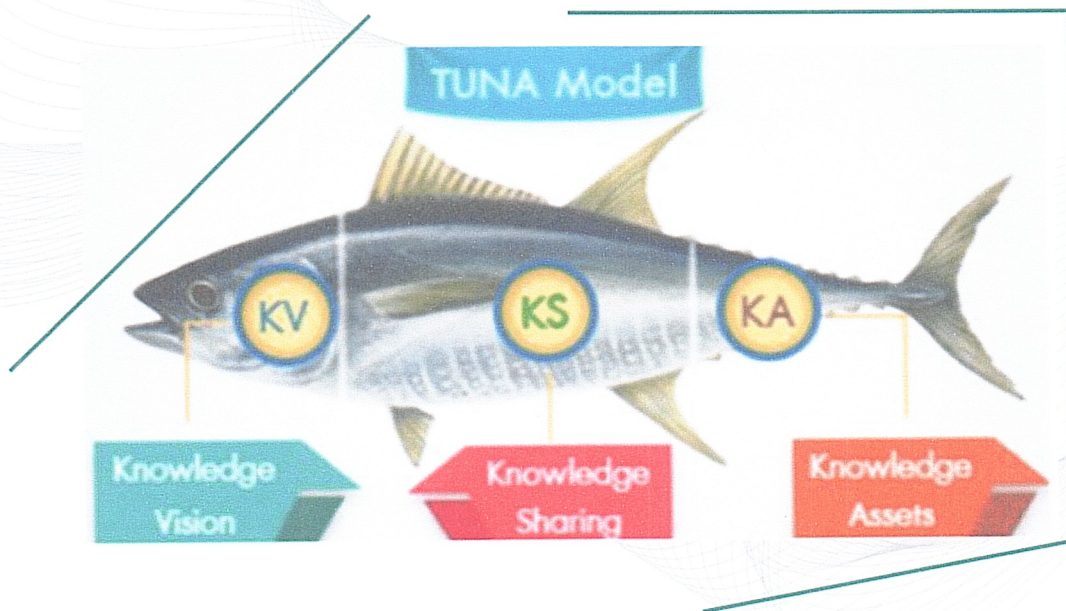 TUNA Model
KV
KS
KA
Knowledge
Vision
Knowledge
Sharing
Knowledge
Assets